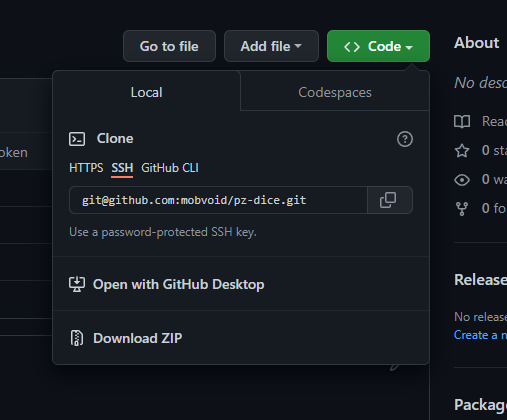 Go to file
Add file
<> Code
About
Local
Codespaces
No desc
Clone
HTTPS SSH GitHub CLI
git@github.com:mobvoid/pz-dice.git
Use a password-protected SSH key.
Open with GitHub Desktop
Download ZIP
oken
Read
0 sta
0 wa
0 fo
Release
No release
Create a n
Packag